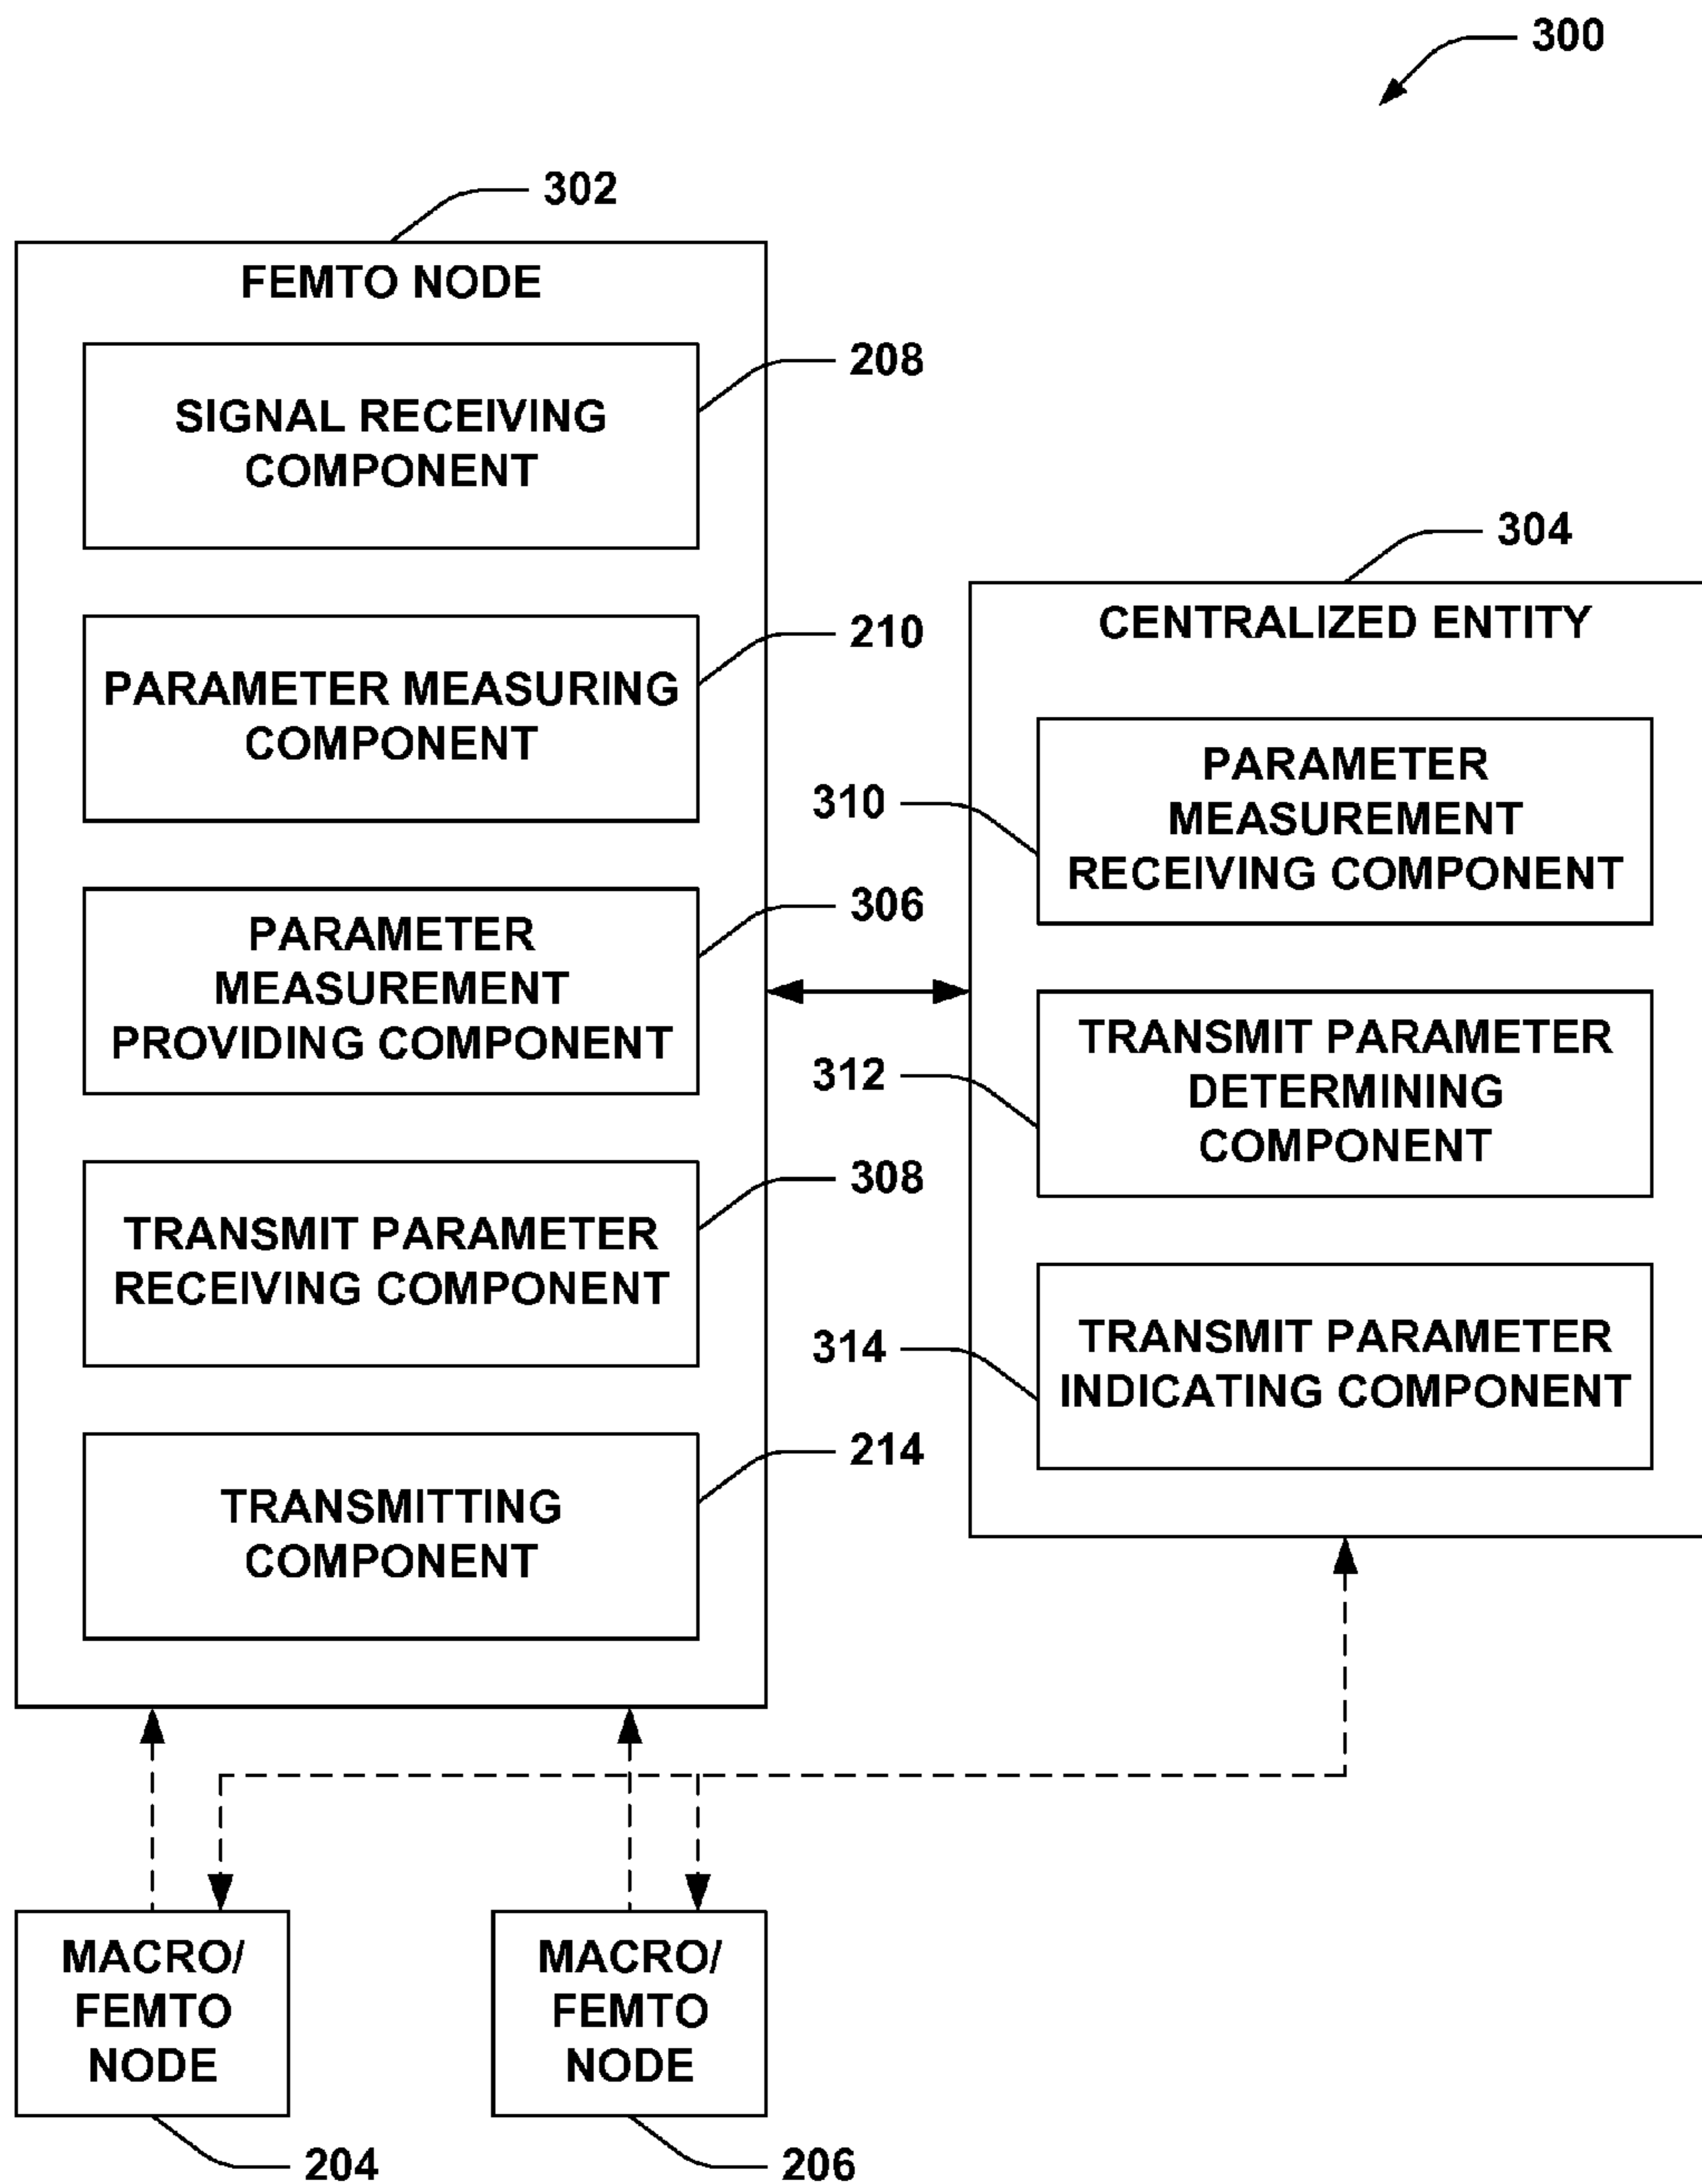 300
302
FEMTO NODE
208
SIGNAL RECEIVING
COMPONENT
210
PARAMETER MEASURING
COMPONENT
306
PARAMETER
MEASUREMENT
PROVIDING COMPONENT
308
TRANSMIT PARAMETER
RECEIVING COMPONENT
214
TRANSMITTING
COMPONENT
304
CENTRALIZED ENTITY
310
PARAMETER
MEASUREMENT
RECEIVING COMPONENT
312
TRANSMIT PARAMETER
DETERMINING
COMPONENT
314
TRANSMIT PARAMETER
INDICATING COMPONENT
MACRO/
FEMTO
NODE
204
MACRO/
FEMTO
NODE
206